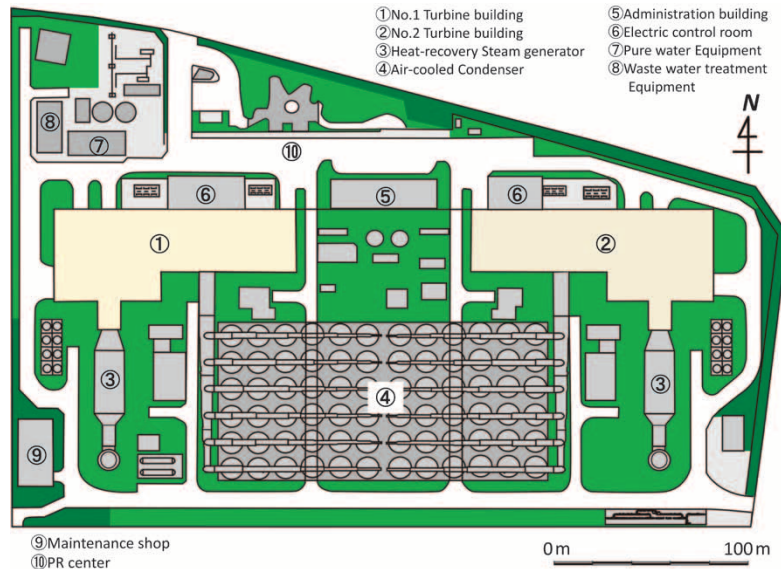 ①No.1 Turbine building
②No.2 Turbine building
③Heat-recovery Steam generator
④Air-cooled Condenser
⑤Administration building
⑥Electric control room
⑦Pure water Equipment
⑧Waste water treatment
Equipment
N
⑧
⑦
⑩
⑥
⑤
⑥
①
②
③
④
③
⑨
⑨Maintenance shop
⑩PR center
0m 100m